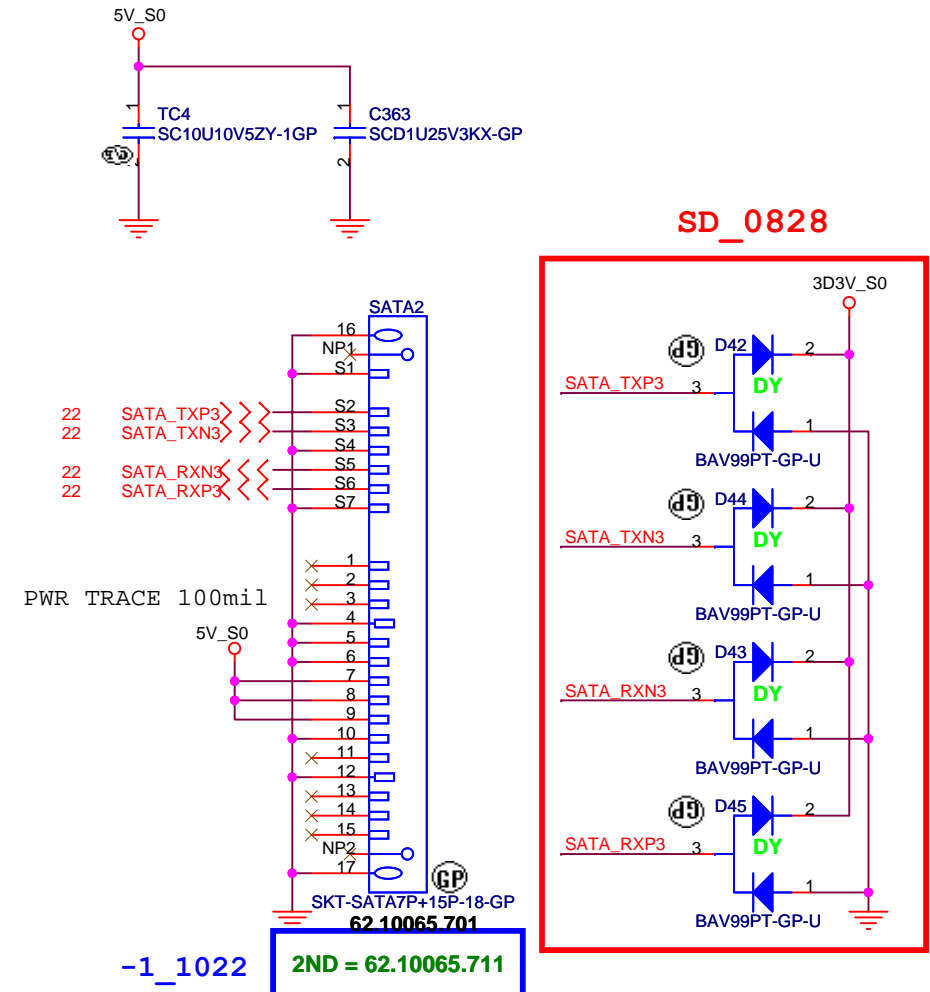 5V_S0
1
TC4
SC10U10V5ZY-1GP
1
C363
SCD1U25V3KX-GP
2
SD_0828
3D3V_S0
SATA2
16
NP1
S1
22 SATA_TXP3 S2
22 SATA_TXN3 S3
S4
22 SATA_RXN3 S5
22 SATA_RXP3 S6
S7
1
2
PWR TRACE 100mil 3
4
5V_S0 5
6
7
8
9
10
11
12
13
14
15
NP2
17
GP
SKT-SATA7P+15P-18-GP
62.10065.701
-1_1022
2ND = 62.10065.711
GP D42 2
SATA_TXP3 3 DY
1
BAV99PT-GP-U
GP D44 2
SATA_TXN3 3 DY
1
BAV99PT-GP-U
GP D43 2
SATA_RXN3 3 DY
1
BAV99PT-GP-U
GP D45 2
SATA_RXP3 3 DY
1
BAV99PT-GP-U